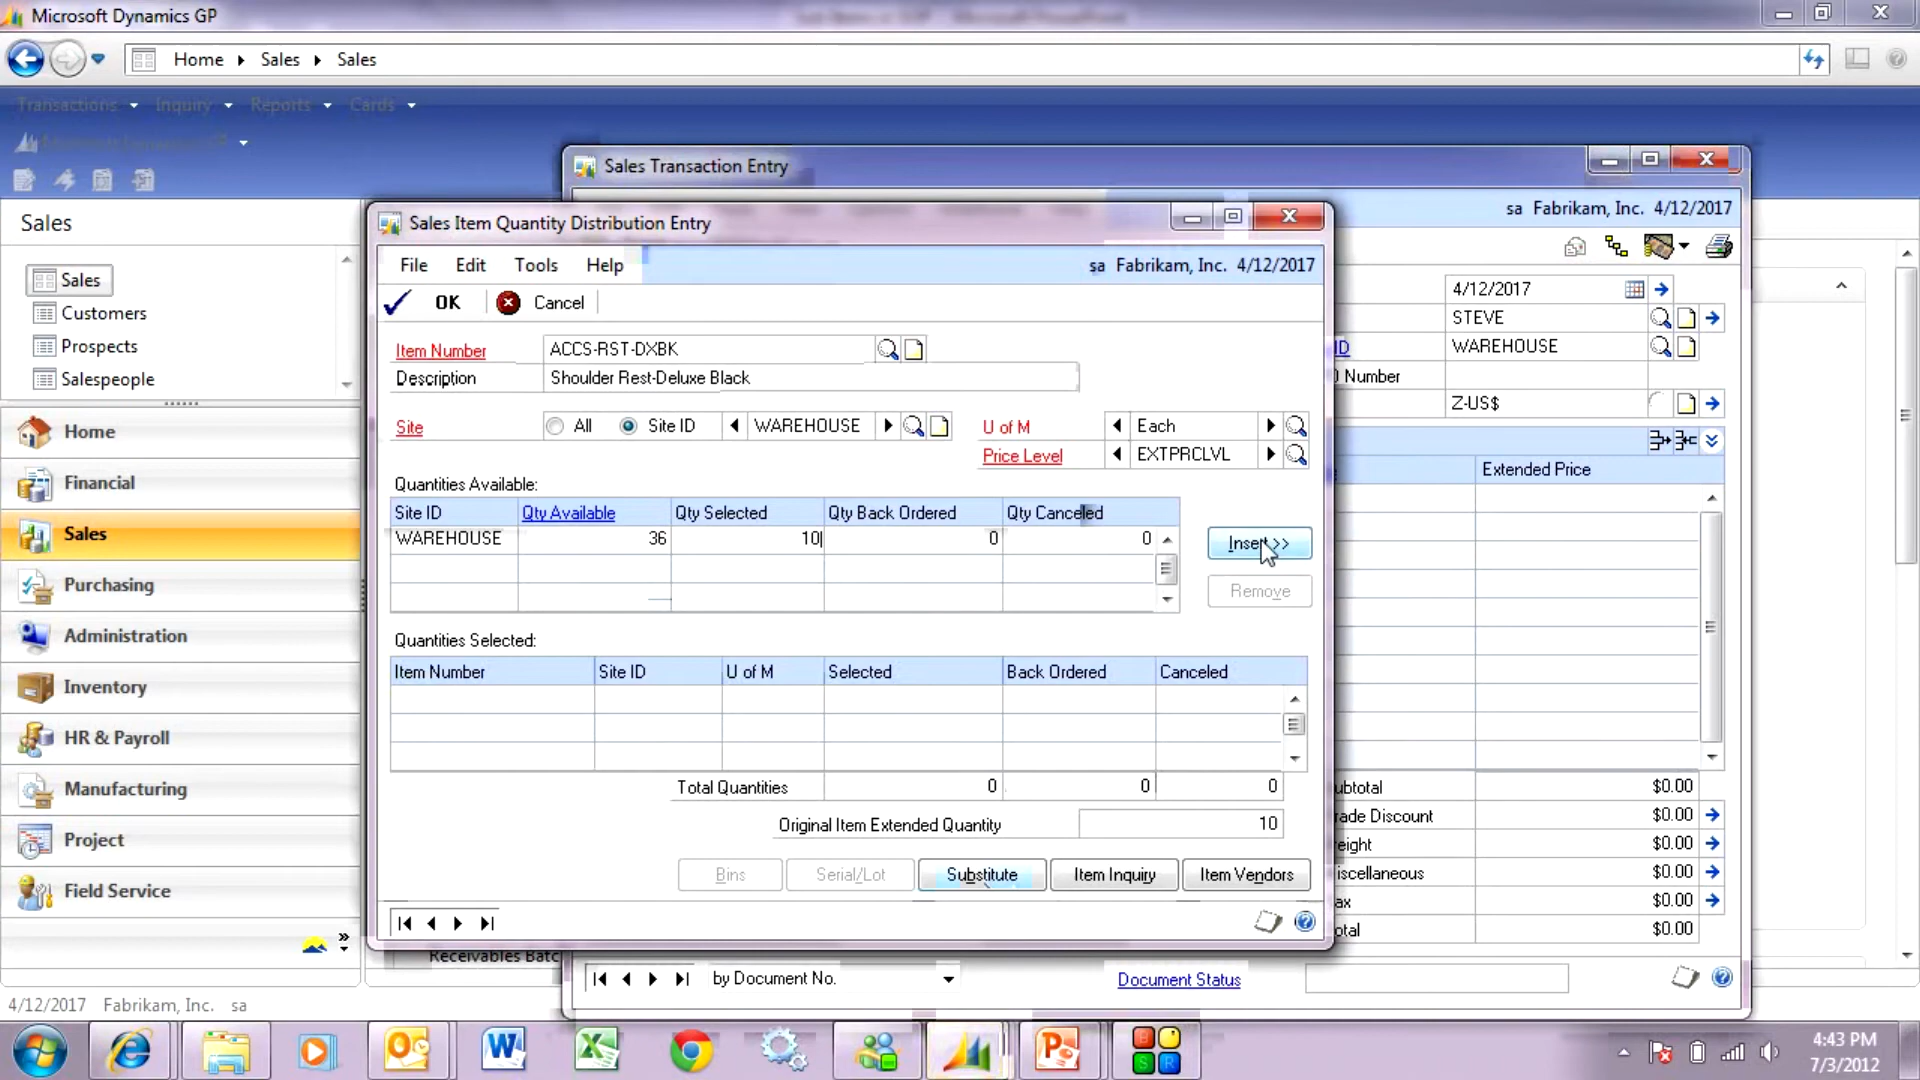 Microsoft Dynamics GP
Home Sales Sales
Transactions Inquiry Reports Cards
Sales Transaction Entry
Sales
sa Fabrikam, Inc. 4/12/2017
Sales Item Quantity Distribution Entry
File Edit Tools Help
sa Fabrikam, Inc. 4/12/2017
OK Cancel
Sales
Customers
Prospects
Salespeople
4/12/2017
STEVE
ID WAREHOUSE
Number
Z-US$
Item Number ACCS-RST-DXBK
Description Shoulder Rest-Deluxe Black
Site All Site ID WAREHOUSE U of M Each
Price Level EXTPRCLVL
Home
Financial
Sales
Purchasing
Administration
Inventory
HR & Payroll
Manufacturing
Project
Field Service
Quantities Available:
Site ID Qty Available Qty Selected Qty Back Ordered Qty Canceled
WAREHOUSE 36 10 0 0
Insert >>
Remove
Extended Price
Quantities Selected:
Item Number Site ID U of M Selected Back Ordered Canceled
Total Quantities 0 0 0
Original Item Extended Quantity 10
Bins Serial/Lot Substitute Item Inquiry Item Vendors
ubtotal $0.00
rade Discount $0.00
eight $0.00
iscellaneous $0.00
ax $0.00
otal $0.00
Receivables Batc
by Document No. Document Status
4/12/2017 Fabrikam, Inc. sa
4:43 PM
7/3/2012